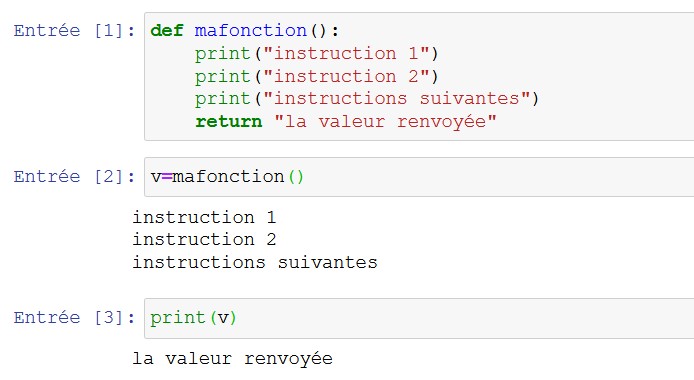 Entrée [1]: def mafonction():
print("instruction 1")
print("instruction 2")
print("instructions suivantes")
return "la valeur renvoyée"
Entrée [2]: v=mafonction()
instruction 1
instruction 2
instructions suivantes
Entrée [3]: print(v)
la valeur renvoyée